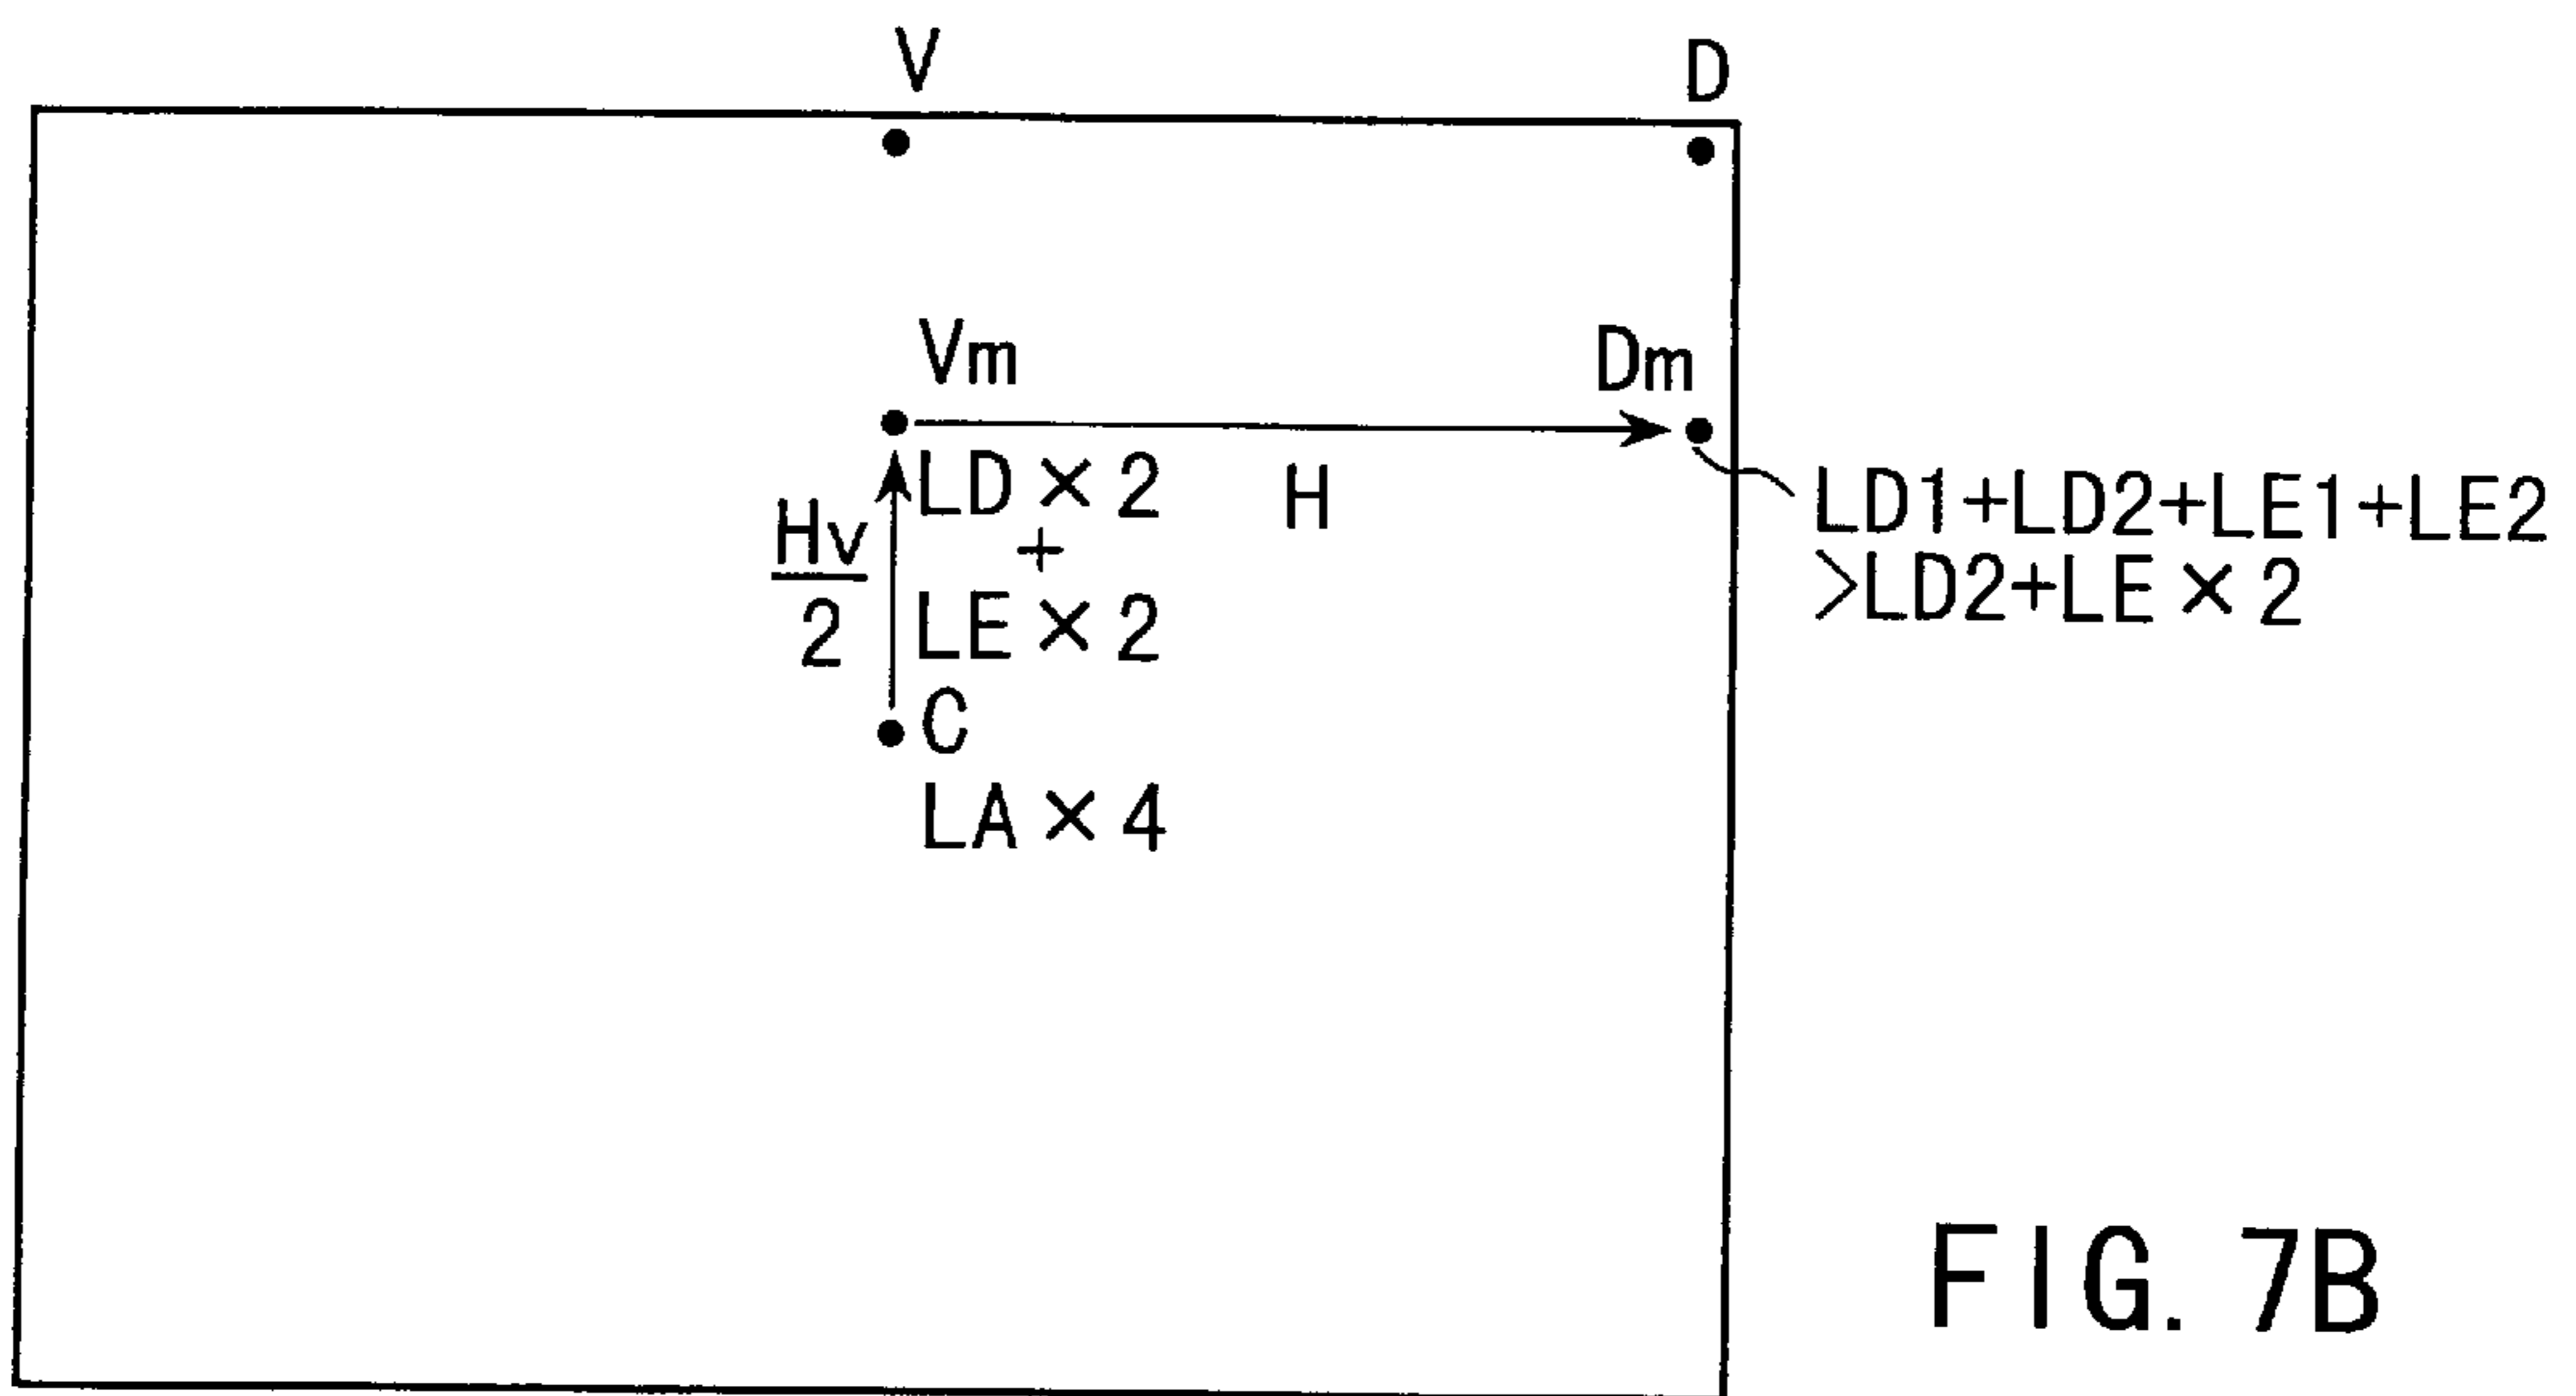 V
D
Vm
Dm
LD×2
+
LE×2
Hv
2
H
LD1+LD2+LE1+LE2
>LD2+LE×2
C
LA×4
FIG. 7B